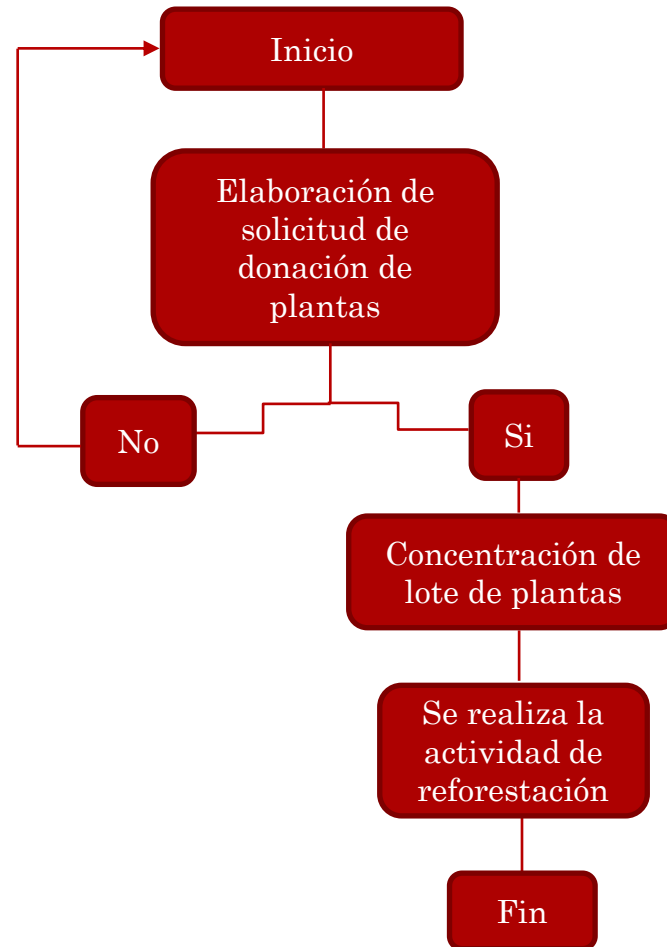 Inicio
Elaboración de
solicitud de
donación de
plantas
No
Si
Concentración de
lote de plantas
Se realiza la
actividad de
reforestación
Fin